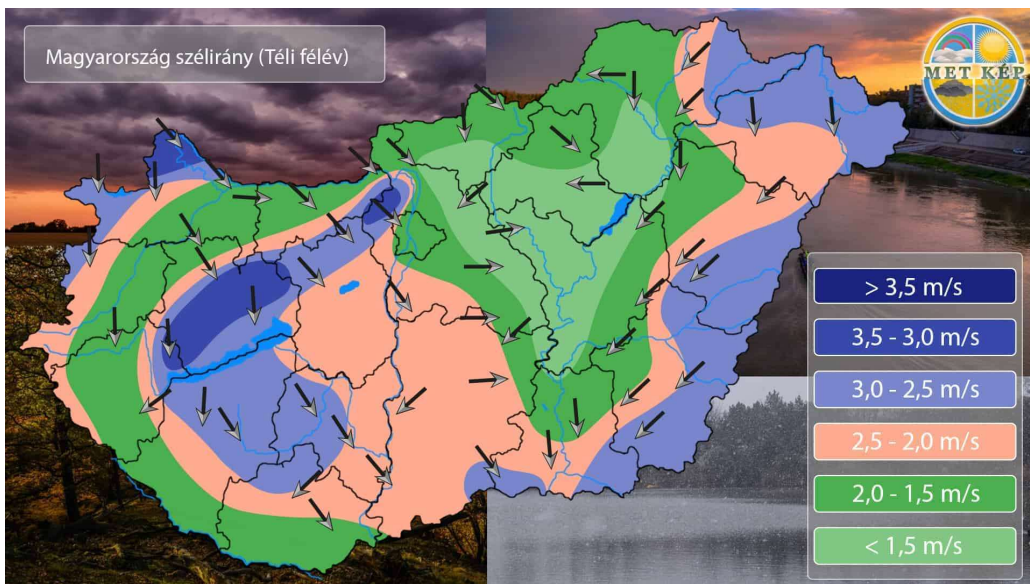 Magyarország szélirány (Téli félév)
MET KÉP
> 3,5 m/s
3,5 - 3,0 m/s
3,0 - 2,5 m/s
2,5 - 2,0 m/s
2,0 - 1,5 m/s
< 1,5 m/s